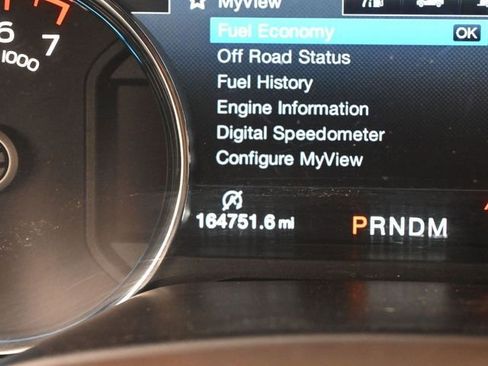 MyView
Fuel Economy OK
Off Road Status
Fuel History
Engine Information
Digital Speedometer
Configure MyView
6 7
1000
164751.6 mi
PRNDM